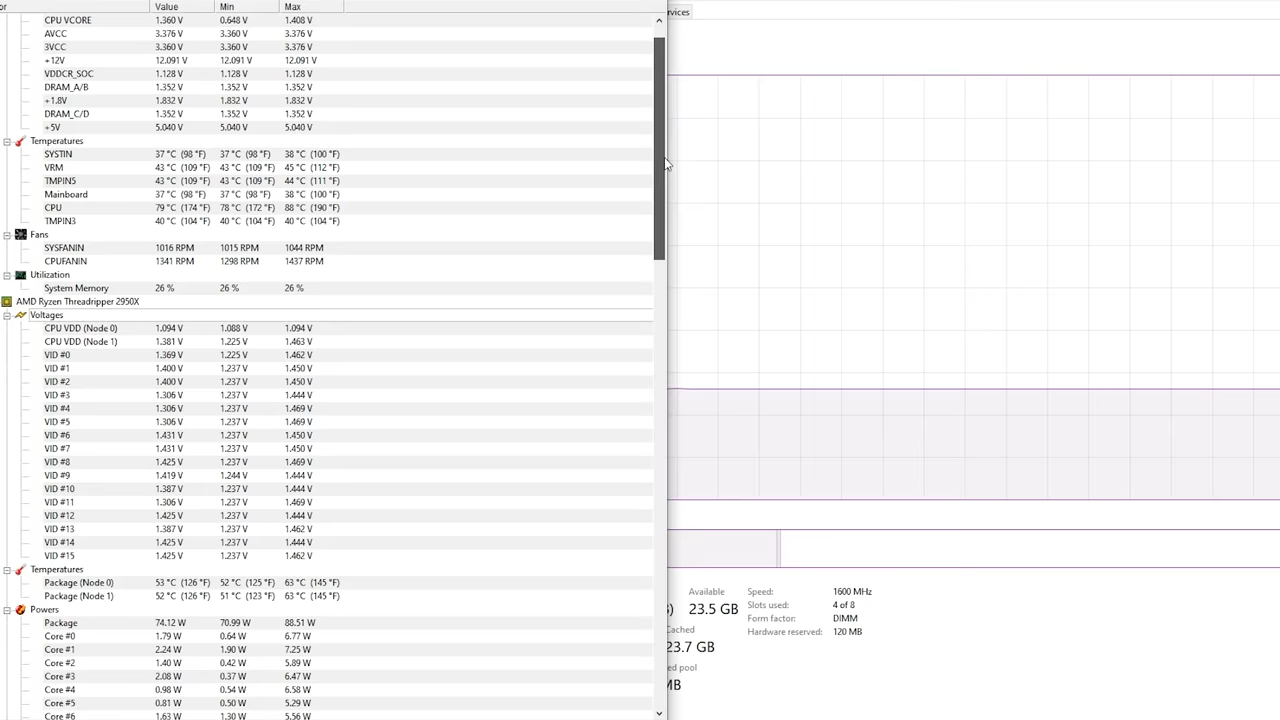 or Value Min Max
CPU VCORE 1.360 V 0.648 V 1.408 V
AVCC 3.376 V 3.360 V 3.376 V
3VCC 3.360 V 3.360 V 3.376 V
+12V 12.091 V 12.091 V 12.091 V
VDDCR_SOC 1.128 V 1.128 V 1.128 V
DRAM_A/B 1.352 V 1.352 V 1.352 V
+1.8V 1.832 V 1.832 V 1.832 V
DRAM_C/D 1.352 V 1.352 V 1.352 V
+5V 5.040 V 5.040 V 5.040 V
Temperatures
SYSTIN 37 °C (98 °F) 37 °C (98 °F) 38 °C (100 °F)
VRM 43 °C (109 °F) 43 °C (109 °F) 45 °C (112 °F)
TMPIN5 43 °C (109 °F) 43 °C (109 °F) 44 °C (111 °F)
Mainboard 37 °C (98 °F) 37 °C (98 °F) 38 °C (100 °F)
CPU 79 °C (174 °F) 78 °C (172 °F) 88 °C (190 °F)
TMPIN3 40 °C (104 °F) 40 °C (104 °F) 40 °C (104 °F)
Fans
SYSFANIN 1016 RPM 1015 RPM 1044 RPM
CPUFANIN 1341 RPM 1298 RPM 1437 RPM
Utilization
System Memory 26 % 26 % 26 %
AMD Ryzen Threadripper 2950X
Voltages
CPU VDD (Node 0) 1.094 V 1.088 V 1.094 V
CPU VDD (Node 1) 1.381 V 1.225 V 1.463 V
VID #0 1.369 V 1.225 V 1.462 V
VID #1 1.400 V 1.237 V 1.450 V
VID #2 1.400 V 1.237 V 1.450 V
VID #3 1.306 V 1.237 V 1.444 V
VID #4 1.306 V 1.237 V 1.469 V
VID #5 1.306 V 1.237 V 1.469 V
VID #6 1.431 V 1.237 V 1.450 V
VID #7 1.431 V 1.237 V 1.450 V
VID #8 1.425 V 1.237 V 1.469 V
VID #9 1.419 V 1.244 V 1.444 V
VID #10 1.387 V 1.237 V 1.444 V
VID #11 1.306 V 1.237 V 1.469 V
VID #12 1.425 V 1.237 V 1.444 V
VID #13 1.387 V 1.237 V 1.462 V
VID #14 1.425 V 1.237 V 1.444 V
VID #15 1.425 V 1.237 V 1.462 V
Temperatures
Package (Node 0) 53 °C (126 °F) 52 °C (125 °F) 63 °C (145 °F)
Package (Node 1) 52 °C (126 °F) 51 °C (123 °F) 63 °C (145 °F)
Powers
Package 74.12 W 70.99 W 88.51 W
Core #0 1.79 W 0.64 W 6.77 W
Core #1 2.24 W 1.90 W 7.25 W
Core #2 1.40 W 0.42 W 5.89 W
Core #3 2.08 W 0.37 W 6.47 W
Core #4 0.98 W 0.54 W 6.58 W
Core #5 0.81 W 0.50 W 5.29 W
Core #6 1.63 W 1.30 W 5.56 W
rvices
Available
B) 23.5 GB
Cached
23.7 GB
ed pool
MB
Speed: 1600 MHz
Slots used: 4 of 8
Form factor: DIMM
Hardware reserved: 120 MB